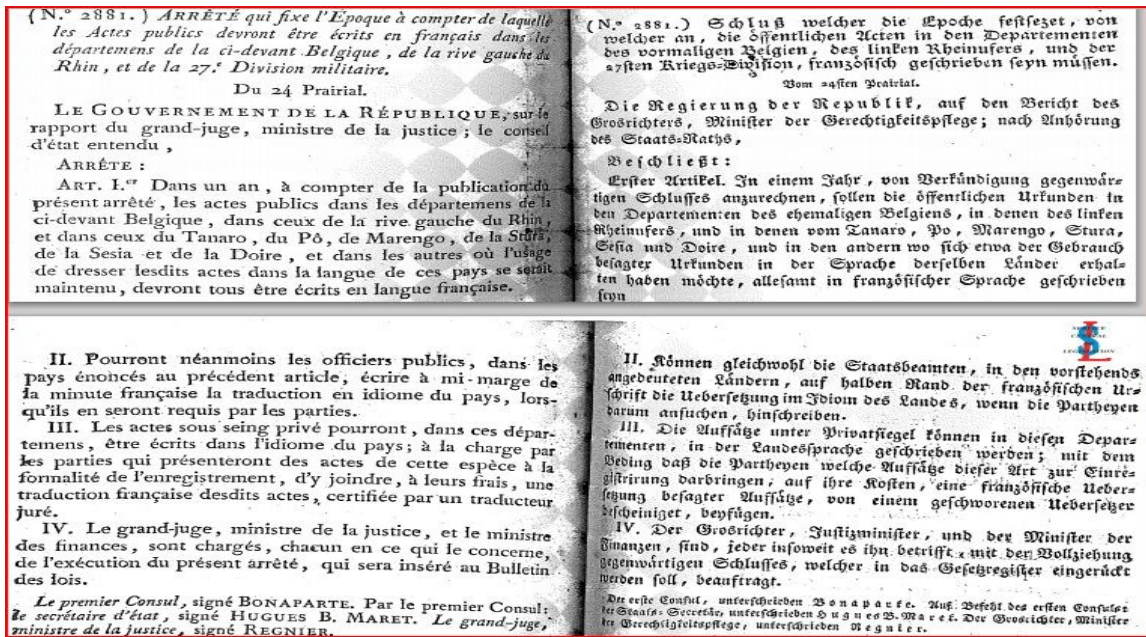 (N.° 2881.) ARRÊTÉ qui fixe l'Époque à compter de laquelle
les Actes publics devront être écrits en français dans les
départemens de la ci-devant Belgique, de la rive gauche du
Rhin, et de la 27.e Division militaire.
Du 24 Prairial.
LE GOUVERNEMENT DE LA RÉPUBLIQUE, sur le
rapport du grand-juge, ministre de la justice; le conseil
d'état entendu,
ARRÊTE:
ART. I.er Dans un an, à compter de la publication du
présent arrêté, les actes publics dans les départemens de la
ci-devant Belgique, dans ceux de la rive gauche du Rhin,
et dans ceux du Tanaro, du Pô, de Marengo, de la Stura,
de la Sesia et de la Doire, et dans les autres où l'usage
de dresser lesdits actes dans la langue de ces pays se serait
maintenu, devront tous être écrits en langue française.
(N.° 2881.) Schluß welcher die Epoche festsezet, von
welcher an, die öffentlichen Acten in den Departementen
des vormaligen Belgien, des linken Rheinufers, und der
27sten Kriegs-Division, französisch geschrieben seyn müssen.
Vom 24sten Prairial.
Die Regierung der Republik, auf den Bericht des
Grosrichters, Minister der Gerechtigkeitspflege; nach Anhörung
des Staats-Raths,
Beschließt:
Erster Artikel. In einem Jahr, von Verkündigung gegenwär-
tigen Schlusses anzurechnen, sollen die öffentlichen Urkunden in
den Departementen des ehemaligen Belgiens, in denen des linken
Rheinufers, und in denen vom Tanaro, Po, Marengo, Stura,
Sesia und Doire, und in den andern wo sich etwa der Gebrauch
besagter Urkunden in der Sprache derselben Länder erhal-
ten haben möchte, allesamt in französischer Sprache geschrieben
seyn
II. Pourront néanmoins les officiers publics, dans les
pays énoncés au précédent article, écrire à mi-marge de
la minute française la traduction en idiome du pays, lors-
qu'ils en seront requis par les parties.
III. Les actes sous seing privé pourront, dans ces dépar-
temens, être écrits dans l'idiome du pays; à la charge par
les parties qui présenteront des actes de cette espèce à la
formalité de l'enregistrement, d'y joindre, à leurs frais, une
traduction française desdits actes, certifiée par un traducteur
juré.
IV. Le grand-juge, ministre de la justice, et le ministre
des finances, sont chargés, chacun en ce qui le concerne,
de l'exécution du présent arrêté, qui sera inséré au Bulletin
des lois.
Le premier Consul, signé BONAPARTE. Par le premier Consul:
le secrétaire d'état, signé HUGUES B. MARET. Le grand-juge,
ministre de la justice, signé REGNIER.
II. Können gleichwohl die Staatsbeamten, in den vorstehends
angedeuteten Ländern, auf halben Rand der französischen Ur-
schrift die Uebersetzung im Idiom des Landes, wenn die Partheyen
darum ansuchen, hinschreiben.
III. Die Aufsätze unter Privatsiegel können in diesen Depar-
tementen, in der Landessprache geschrieben werden; mit dem
Beding daß die Partheyen welche Aufsätze dieser Art zur Einre-
gistrirung darbringen, auf ihre Kosten, eine französische Ueber-
setzung besagter Aufsätze, von einem geschworenen Uebersetzer
bescheiniget, beyfügen.
IV. Der Grosrichter, Justizminister, und der Minister der
Finanzen, sind, jeder insoweit es ihn betrifft, mit der Vollziehung
gegenwärtigen Schlusses, welcher in das Gesetzregister eingerückt
werden soll, beauftragt.
Der erste Consul, unterschrieben Bonaparte. Auf Befehl des ersten Consuls:
der Staats-Secretär, unterschrieben Hugues B. Maret. Der Grosrichter, Minister
der Gerechtigkeitspflege, unterschrieben Regnier.
SERVICE
CENTRAL
LEGISLATION